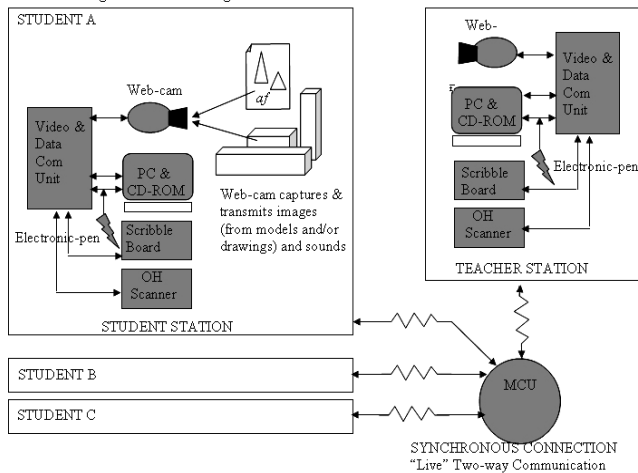 STUDENT A
Web-cam
af
Video &
Data
Com
Unit
PC &
CD-ROM
Electronic-pen
Scribble
Board
OH
Scanner
Web-cam captures &
transmits images
(from models and/or
drawings) and sounds
STUDENT STATION
Web-
Video &
Data
Com
Unit
PC &
CD-ROM
Electronic-pen
Scribble
Board
OH
Scanner
TEACHER STATION
STUDENT B
STUDENT C
MCU
SYNCHRONOUS CONNECTION
“Live” Two-way Communication